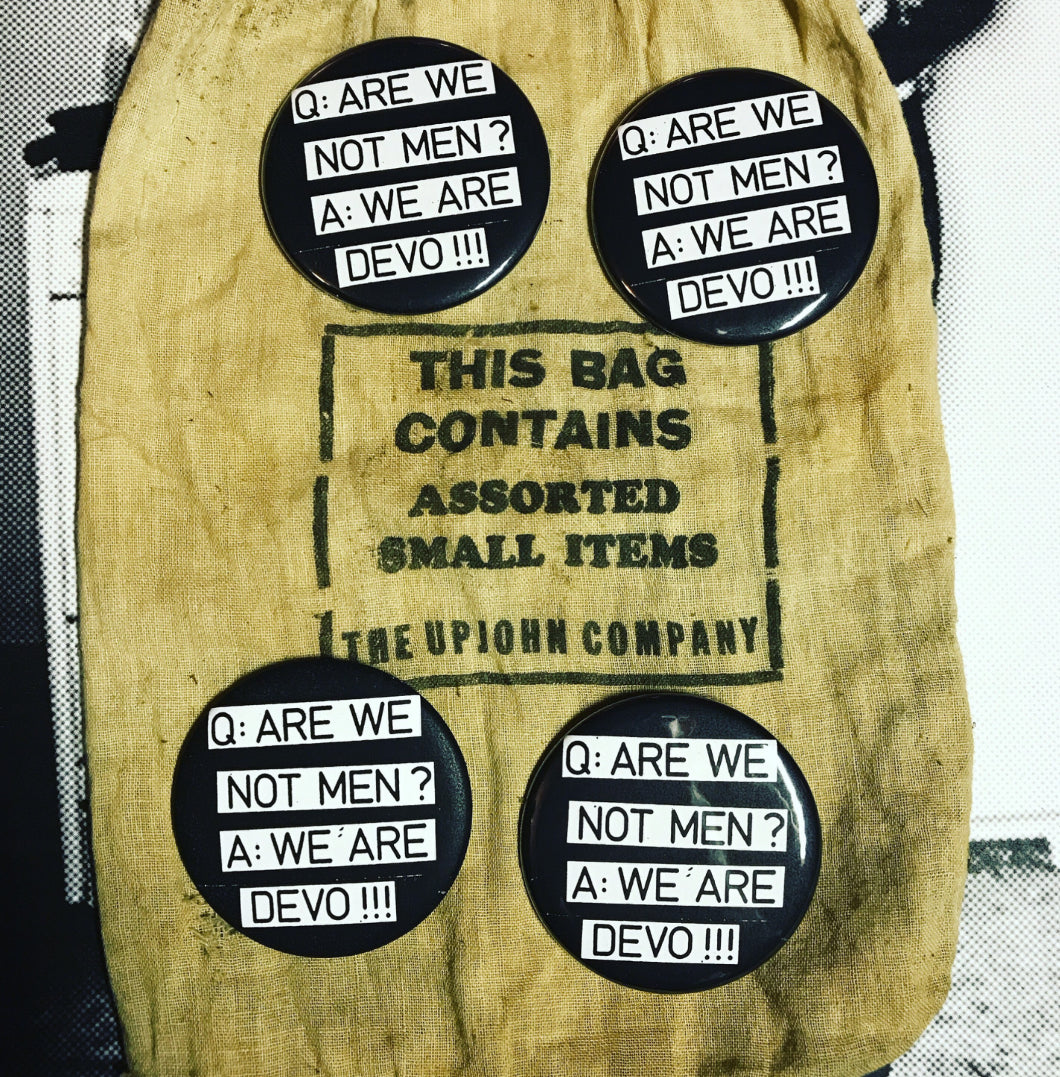 Q: ARE WE
NOT MEN?
A: WE ARE
DEVO!!!
Q: ARE WE
NOT MEN?
A: WE ARE
DEVO!!!
THIS BAG
CONTAINS
ASSORTED
SMALL ITEMS
THE UPJOHN COMPANY
Q: ARE WE
NOT MEN?
A: WE ARE
DEVO!!!
Q: ARE WE
NOT MEN?
A: WE ARE
DEVO!!!